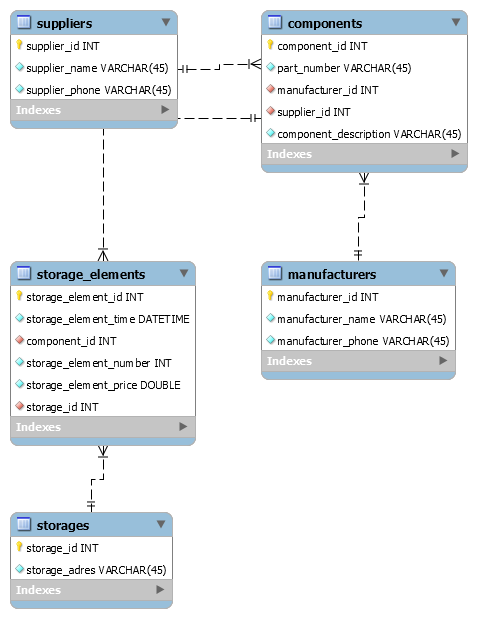 suppliers
supplier_id INT
supplier_name VARCHAR(45)
supplier_phone VARCHAR(45)
Indexes
components
component_id INT
part_number VARCHAR(45)
manufacturer_id INT
supplier_id INT
component_description VARCHAR(45)
Indexes
storage_elements
storage_element_id INT
storage_element_time DATETIME
component_id INT
storage_element_number INT
storage_element_price DOUBLE
storage_id INT
Indexes
manufacturers
manufacturer_id INT
manufacturer_name VARCHAR(45)
manufacturer_phone VARCHAR(45)
Indexes
storages
storage_id INT
storage_adres VARCHAR(45)
Indexes